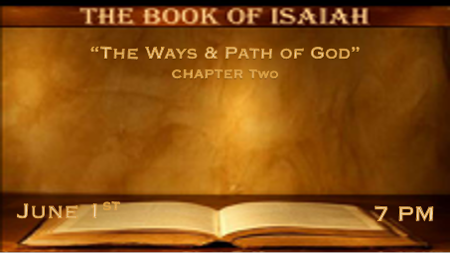 THE BOOK OF ISAIAH
“THE WAYS & PATH OF GOD”
CHAPTER TWO
JUNE 1ST
7 PM